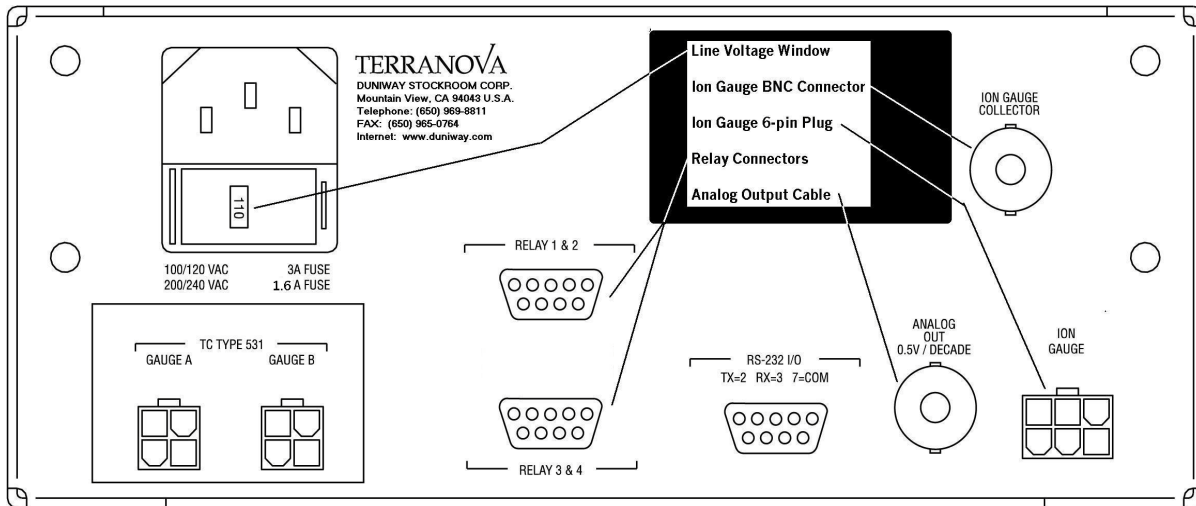 TERRANOVA
DUNIWAY STOCKROOM CORP.
Mountain View, CA 94043 U.S.A.
Telephone: (650) 969-8811
FAX: (650) 965-0764
Internet: www.duniway.com
Line Voltage Window
Ion Gauge BNC Connector
Ion Gauge 6-pin Plug
Relay Connectors
Analog Output Cable
ION GAUGE
COLLECTOR
110
100/120 VAC 3A FUSE
200/240 VAC 1.6 A FUSE
RELAY 1 & 2
TC TYPE 531
GAUGE A GAUGE B
RELAY 3 & 4
RS-232 I/O
TX=2 RX=3 7=COM
ANALOG
OUT
0.5V / DECADE
ION
GAUGE